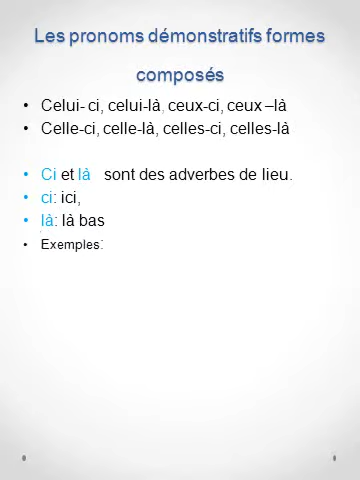 Les pronoms démonstratifs formes
composés
• Celui- ci, celui-là, ceux-ci, ceux –là
• Celle-ci, celle-là, celles-ci, celles-là
• Ci et là sont des adverbes de lieu.
• ci: ici,
• là: là bas
• Exemples: